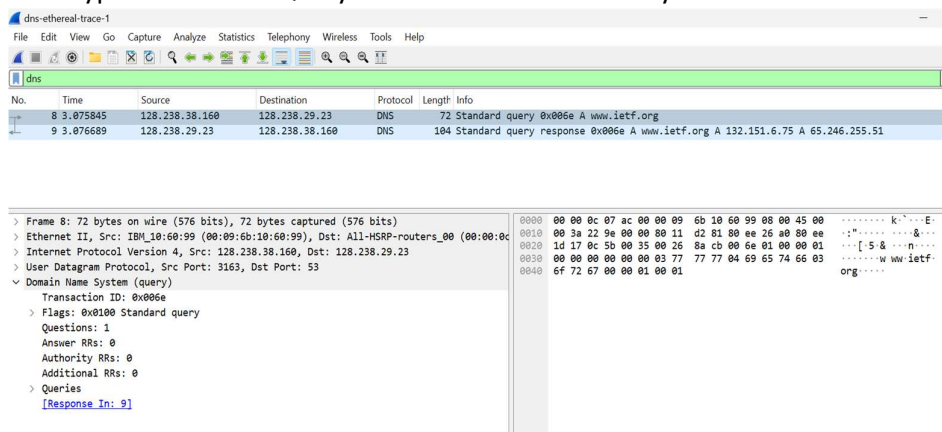 dns-ethereal-trace-1
File Edit View Go Capture Analyze Statistics Telephony Wireless Tools Help
dns
No. Time Source Destination Protocol Length Info
8 3.075845 128.238.38.160 128.238.29.23 DNS 72 Standard query 0x006e A www.ietf.org
9 3.076689 128.238.29.23 128.238.38.160 DNS 104 Standard query response 0x006e A www.ietf.org A 132.151.6.75 A 65.246.255.51
> Frame 8: 72 bytes on wire (576 bits), 72 bytes captured (576 bits)
> Ethernet II, Src: IBM_10:60:99 (00:09:6b:10:60:99), Dst: All-HSRP-routers_00 (00:00:0c
> Internet Protocol Version 4, Src: 128.238.38.160, Dst: 128.238.29.23
> User Datagram Protocol, Src Port: 3163, Dst Port: 53
Domain Name System (query)
Transaction ID: 0x006e
> Flags: 0x0100 Standard query
Questions: 1
Answer RRs: 0
Authority RRs: 0
Additional RRs: 0
> Queries
[Response In: 9]
0000 00 00 0c 07 ac 00 00 09 6b 10 60 99 08 00 45 00 ········ k·`···E·
0010 00 3a 22 9e 00 00 80 11 d2 81 80 ee 26 a0 80 ee ·:"····· ····&···
0020 1d 17 0c 5b 00 35 00 26 8a cb 00 6e 01 00 00 01 ···[·5·& ···n····
0030 00 00 00 00 00 00 03 77 77 77 04 69 65 74 66 03 ·······w ww·ietf·
0040 6f 72 67 00 00 01 00 01 org·····